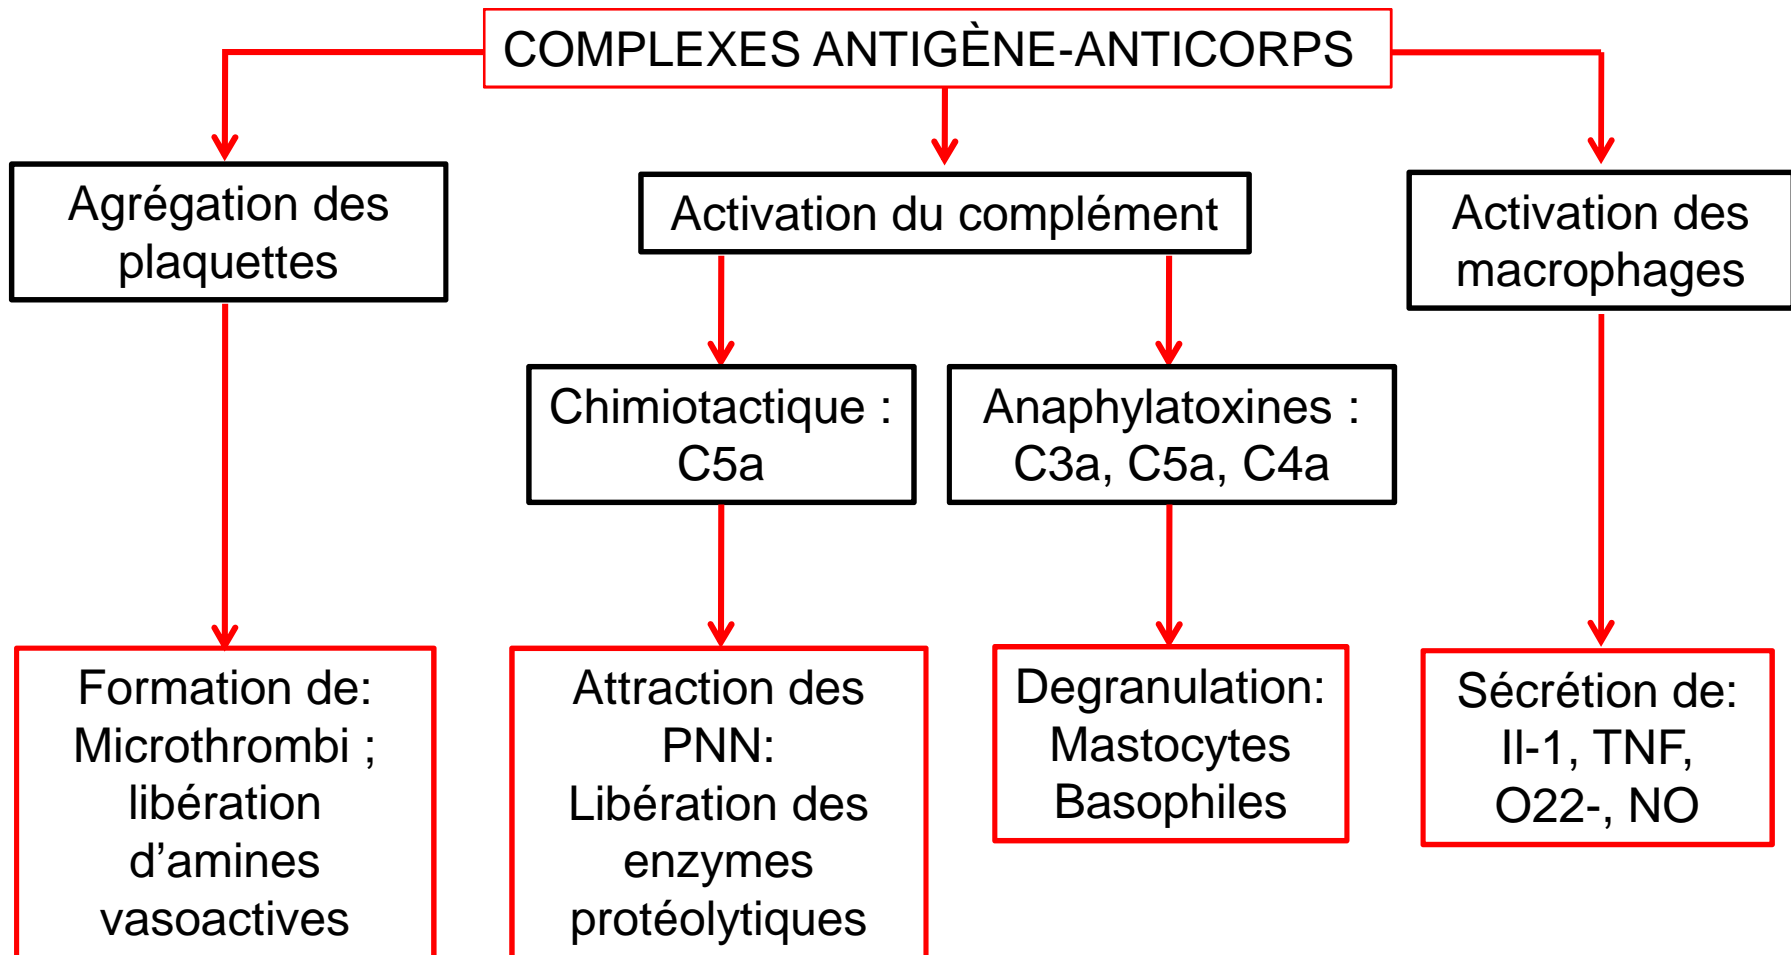 COMPLEXES ANTIGÈNE-ANTICORPS
Agrégation des
plaquettes
Activation du complément
Activation des
macrophages
Chimiotactique :
C5a
Anaphylatoxines :
C3a, C5a, C4a
Formation de:
Microthrombi ;
libération
d’amines
vasoactives
Attraction des
PNN:
Libération des
enzymes
protéolytiques
Degranulation:
Mastocytes
Basophiles
Sécrétion de:
Il-1, TNF,
O22-, NO